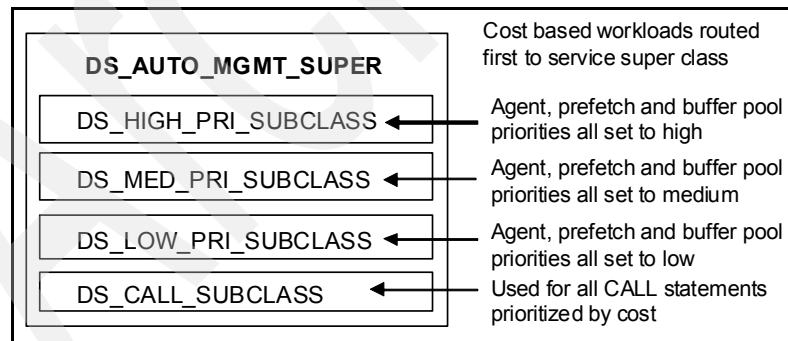 Cost based workloads routed
first to service super class
DS_AUTO_MGMT_SUPER
DS_HIGH_PRI_SUBCLASS
Agent, prefetch and buffer pool
priorities all set to high
DS_MED_PRI_SUBCLASS
Agent, prefetch and buffer pool
priorities all set to medium
DS_LOW_PRI_SUBCLASS
Agent, prefetch and buffer pool
priorities all set to low
DS_CALL_SUBCLASS
Used for all CALL statements
prioritized by cost